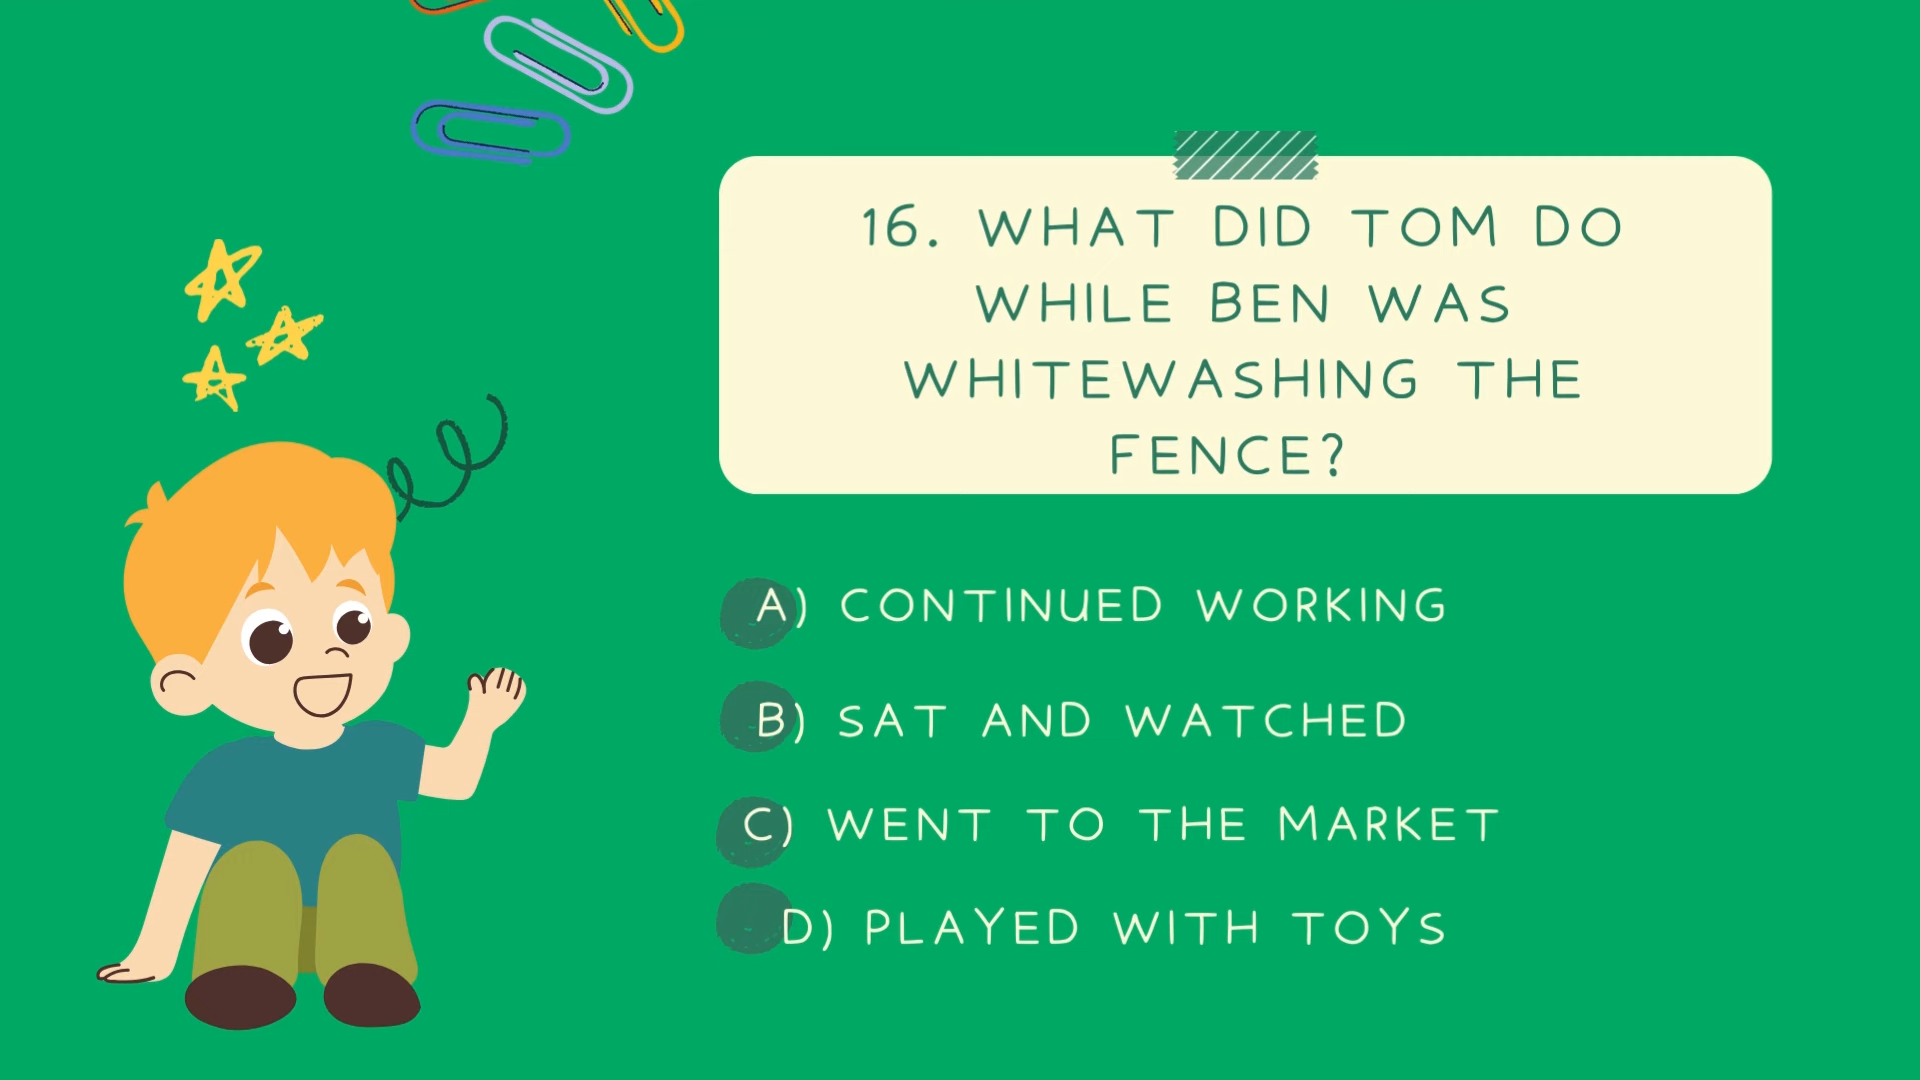 16. WHAT DID TOM DO
WHILE BEN WAS
WHITEWASHING THE
FENCE?
A) CONTINUED WORKING
B) SAT AND WATCHED
C) WENT TO THE MARKET
D) PLAYED WITH TOYS